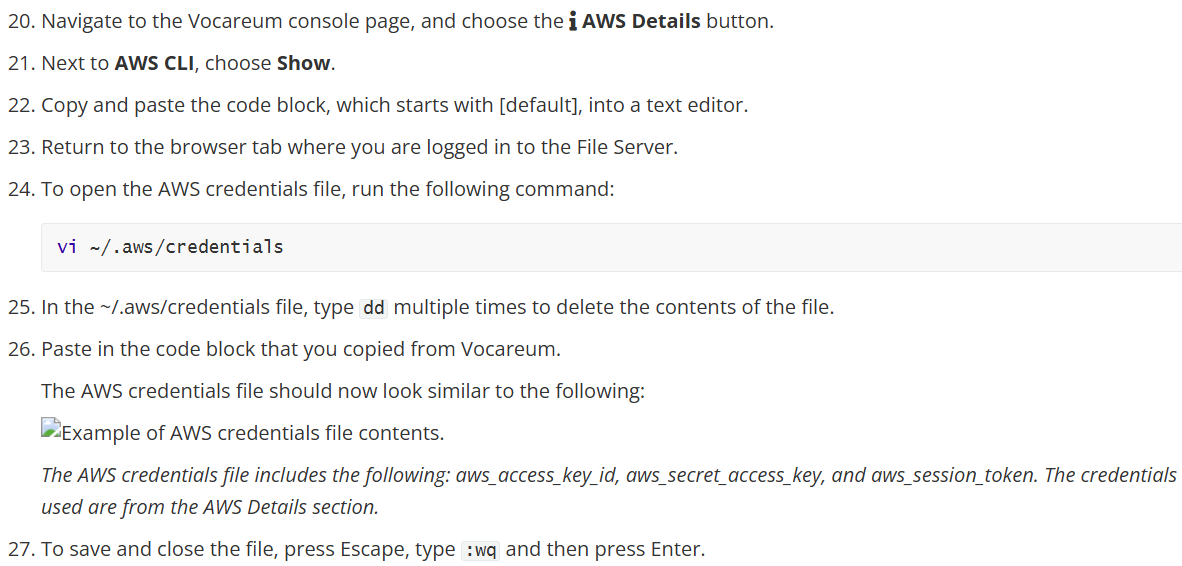 20. Navigate to the Vocareum console page, and choose the ℹ AWS Details button.
21. Next to AWS CLI, choose Show.
22. Copy and paste the code block, which starts with [default], into a text editor.
23. Return to the browser tab where you are logged in to the File Server.
24. To open the AWS credentials file, run the following command:
vi ~/.aws/credentials
25. In the ~/.aws/credentials file, type dd multiple times to delete the contents of the file.
26. Paste in the code block that you copied from Vocareum.
The AWS credentials file should now look similar to the following:
Example of AWS credentials file contents.
The AWS credentials file includes the following: aws_access_key_id, aws_secret_access_key, and aws_session_token. The credentials
used are from the AWS Details section.
27. To save and close the file, press Escape, type :wq and then press Enter.